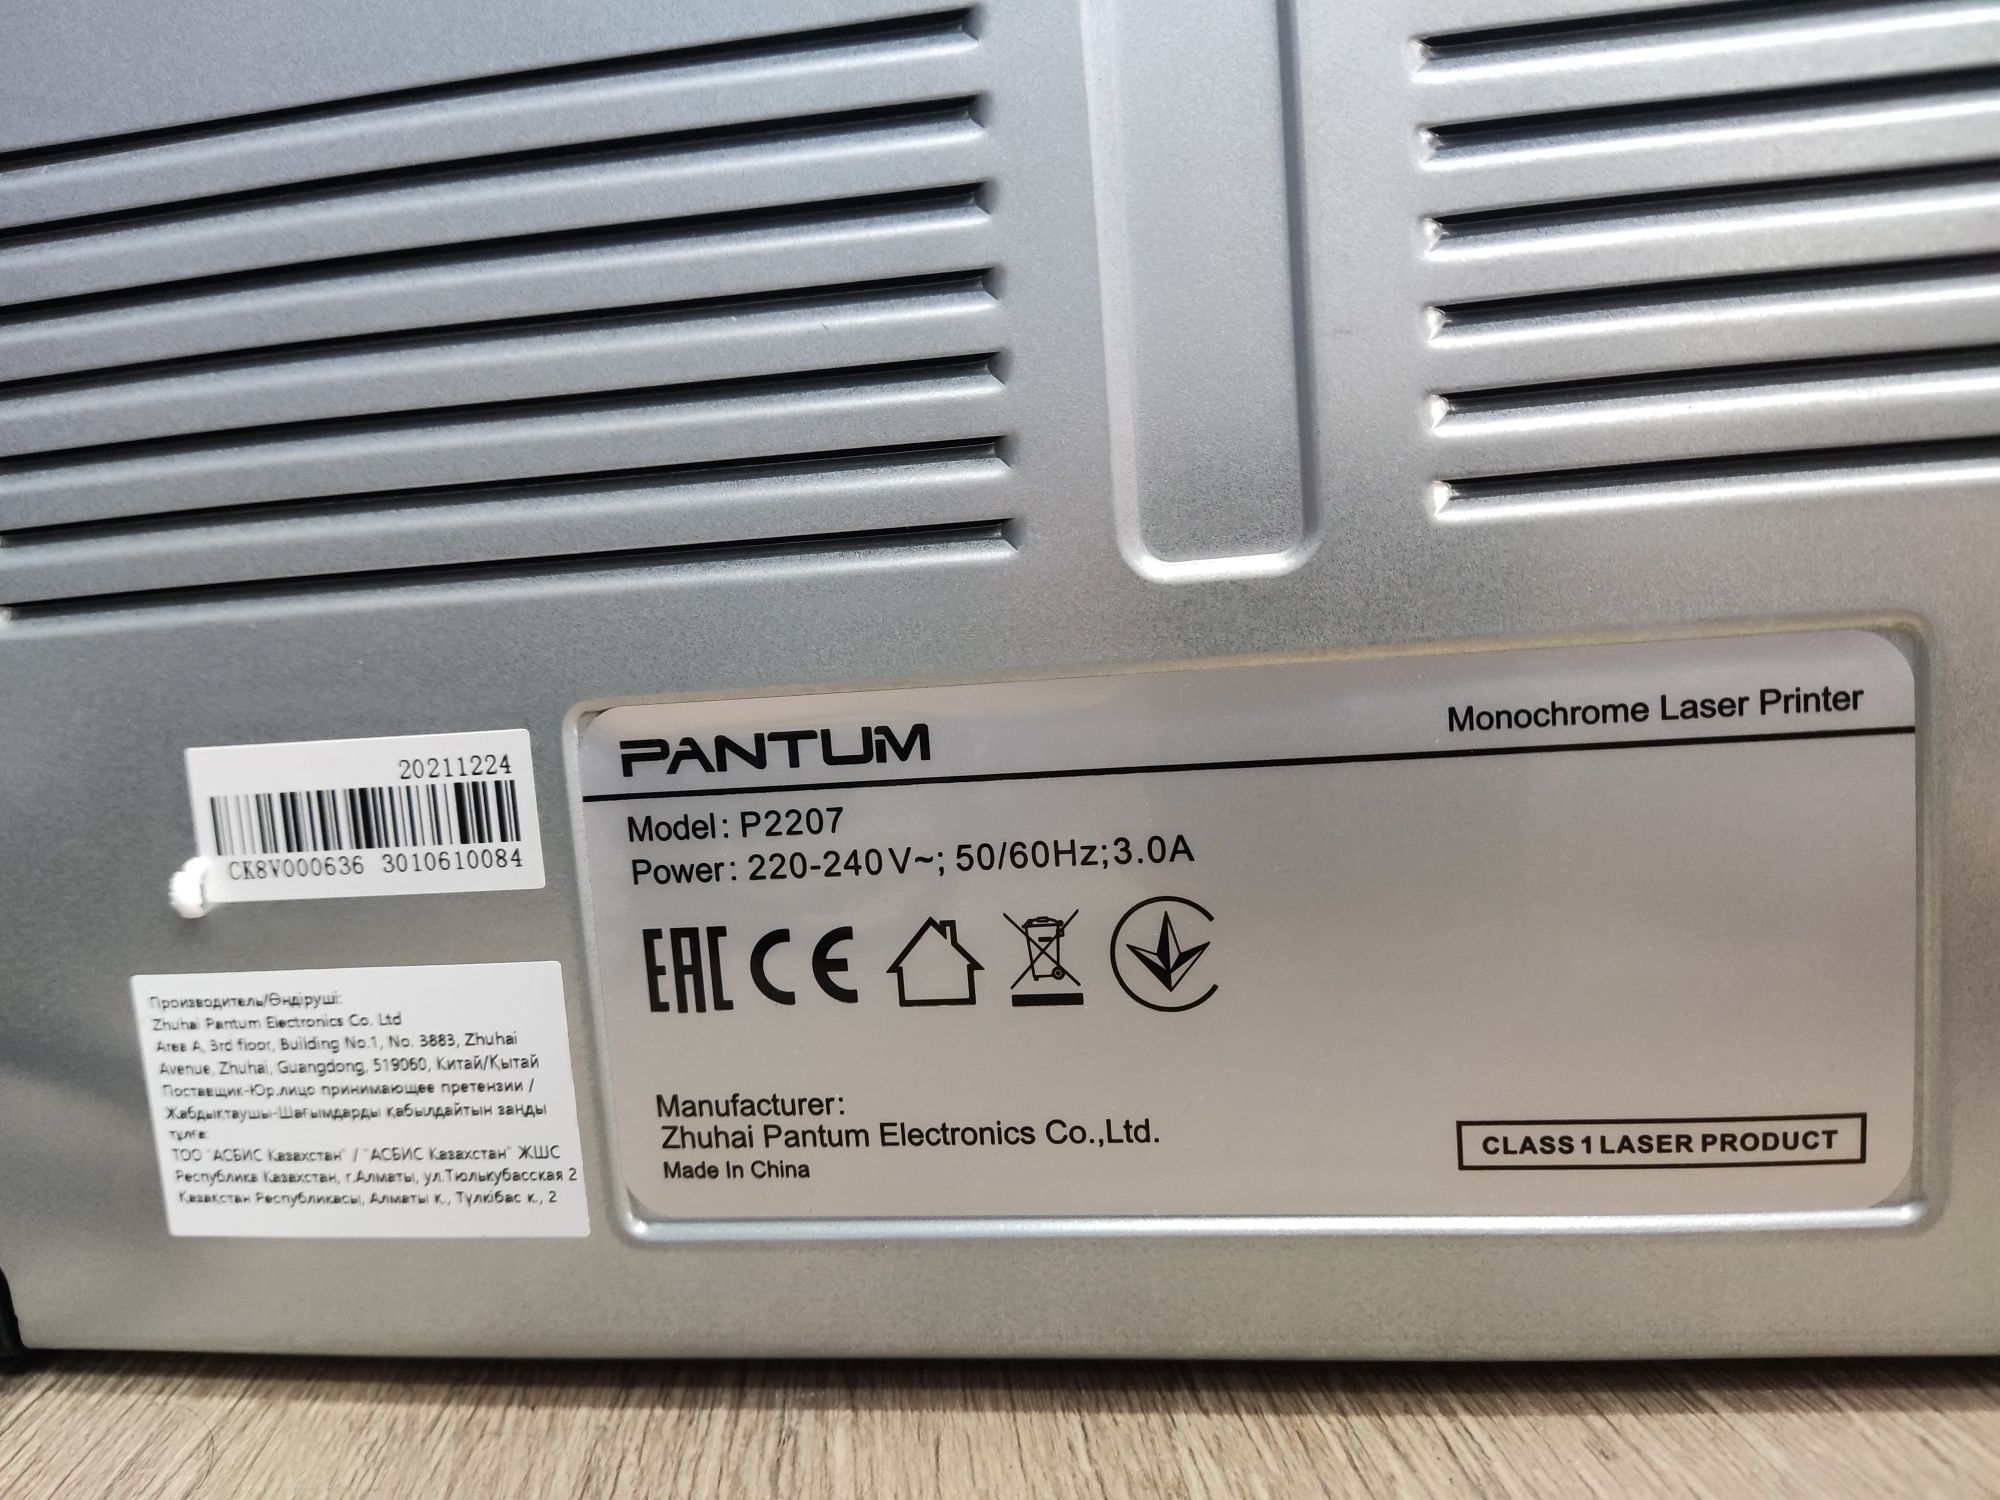 20211224
CK8V000636 3010610084
Производитель/Өндіруші:
Zhuhai Pantum Electronics Co. Ltd
Area A, 3rd floor, Building No.1, No. 3883, Zhuhai
Avenue, Zhuhai, Guangdong, 519060, Китай/Қытай
Поставщик-Юр.лицо принимающее претензии /
Жабдықтаушы-Шағымдарды қабылдайтын заңды
тұлға:
ТОО "АСБИС Казахстан" / "АСБИС Казахстан" ЖШС
Республика Казахстан, г.Алматы, ул.Тюлькубасская 2
Казақстан Республикасы, Алматы қ., Түлкібас к., 2
PANTUM
Monochrome Laser Printer
Model: P2207
Power: 220-240V~; 50/60Hz;3.0A
EAC CE
Manufacturer:
Zhuhai Pantum Electronics Co.,Ltd.
Made In China
CLASS 1 LASER PRODUCT